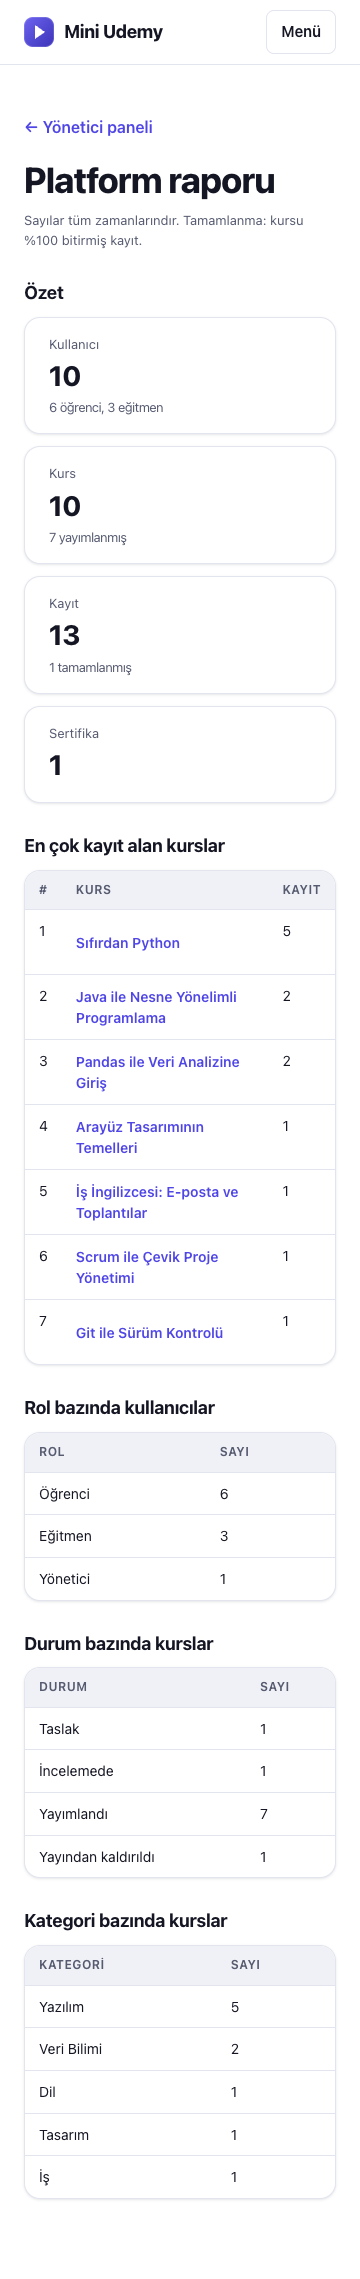 Mini Udemy
Menü
← Yönetici paneli
Platform raporu
Sayılar tüm zamanlarındır. Tamamlanma: kursu
%100 bitirmiş kayıt.
Özet
Kullanıcı
10
6 öğrenci, 3 eğitmen
Kurs
10
7 yayımlanmış
Kayıt
13
1 tamamlanmış
Sertifika
1
En çok kayıt alan kurslar
# KURS KAYIT
1 Sıfırdan Python 5
2 Java ile Nesne Yönelimli
Programlama 2
3 Pandas ile Veri Analizine
Giriş 2
4 Arayüz Tasarımının
Temelleri 1
5 İş İngilizcesi: E-posta ve
Toplantılar 1
6 Scrum ile Çevik Proje
Yönetimi 1
7 Git ile Sürüm Kontrolü 1
Rol bazında kullanıcılar
ROL SAYI
Öğrenci 6
Eğitmen 3
Yönetici 1
Durum bazında kurslar
DURUM SAYI
Taslak 1
İncelemede 1
Yayımlandı 7
Yayından kaldırıldı 1
Kategori bazında kurslar
KATEGORİ SAYI
Yazılım 5
Veri Bilimi 2
Dil 1
Tasarım 1
İş 1